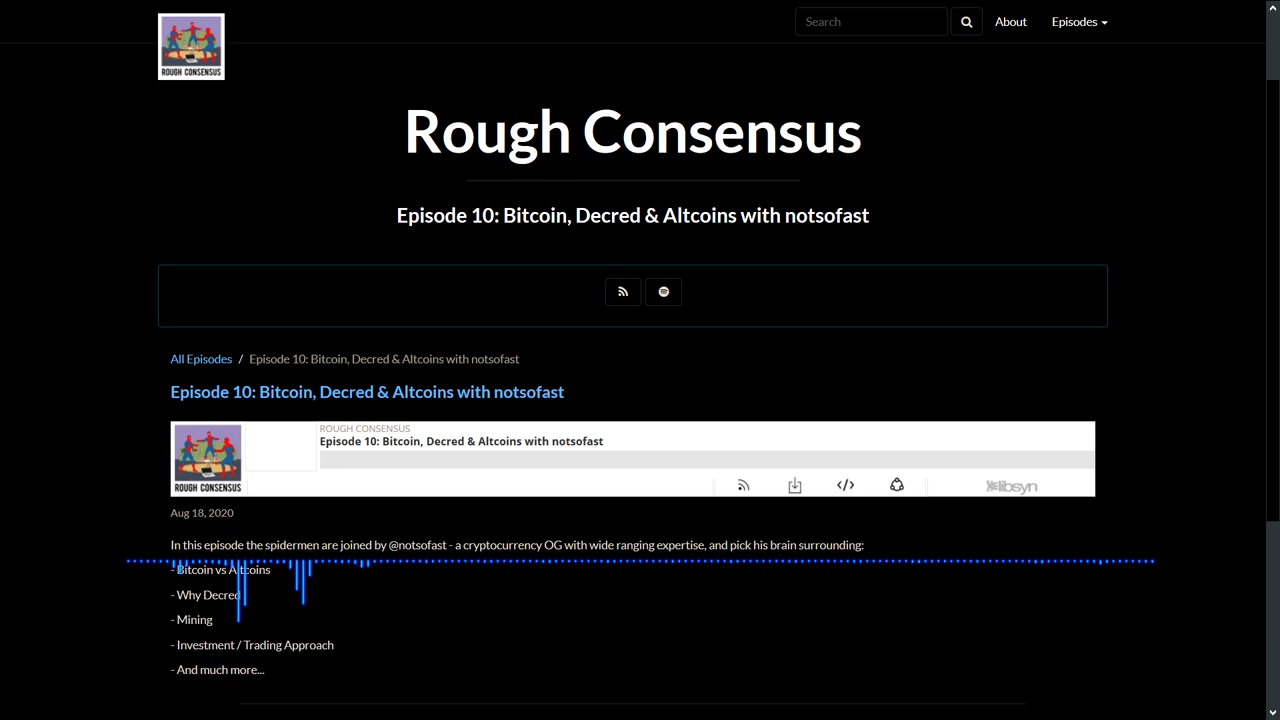 ROUGH CONSENSUS
Search
About
Episodes
Rough Consensus
Episode 10: Bitcoin, Decred & Altcoins with notsofast
All Episodes / Episode 10: Bitcoin, Decred & Altcoins with notsofast
Episode 10: Bitcoin, Decred & Altcoins with notsofast
ROUGH CONSENSUS
ROUGH CONSENSUS
Episode 10: Bitcoin, Decred & Altcoins with notsofast
libsyn
Aug 18, 2020
In this episode the spidermen are joined by @notsofast - a cryptocurrency OG with wide ranging expertise, and pick his brain surrounding:
- Bitcoin vs Altcoins
- Why Decred
- Mining
- Investment / Trading Approach
- And much more...